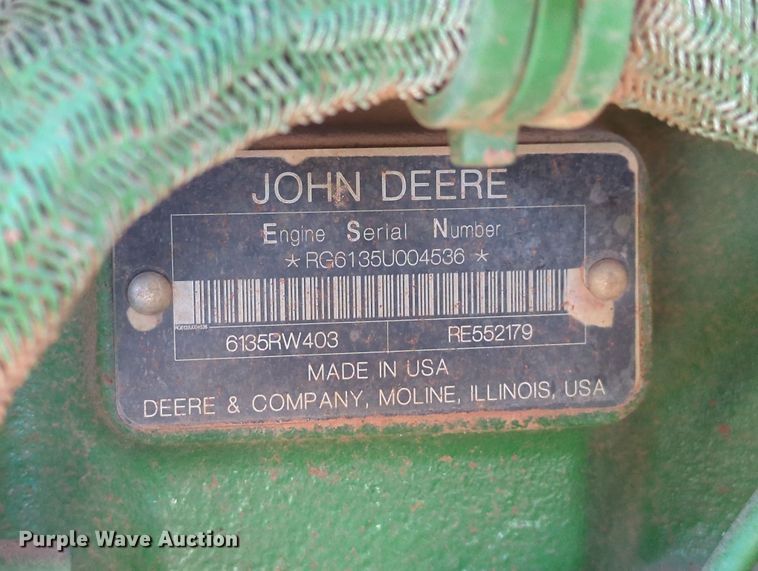 JOHN DEERE
Engine Serial Number
*RG6135U004536*
6135RW403 RE552179
MADE IN USA
DEERE & COMPANY, MOLINE, ILLINOIS, USA
Purple Wave Auction